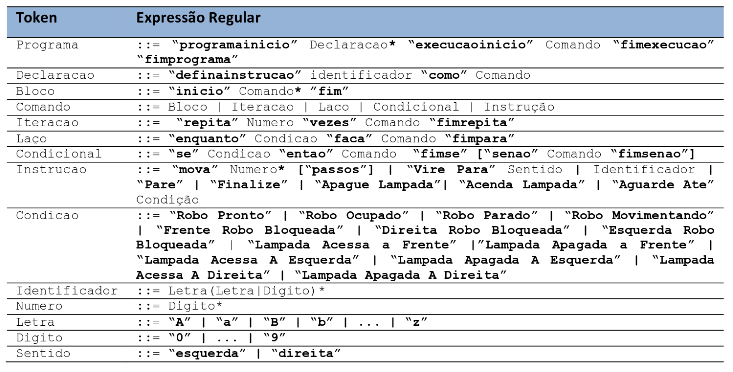 Token Expressão Regular
Programa ::= “programainicio” Declaracao* “execucaoinicio” Comando “fimexecucao”
“fimprograma”
Declaracao ::= “definainstrucao” identificador “como” Comando
Bloco ::= “inicio” Comando* ”fim”
Comando ::= Bloco | Iteracao | Laco | Condicional | Instrução
Iteracao ::= “repita” Numero “vezes” Comando “fimrepita”
Laço ::= “enquanto” Condicao “faca” Comando “fimpara”
Condicional ::= “se” Condicao “entao” Comando “fimse” [“senao” Comando “fimsenao”]
Instrucao ::= “mova” Numero* [“passos”] | “Vire Para” Sentido | Identificador |
“Pare” | “Finalize” | “Apague Lampada”| “Acenda Lampada” | “Aguarde Ate”
Condição
Condicao ::= “Robo Pronto” | “Robo Ocupado” | “Robo Parado” | “Robo Movimentando”
| “Frente Robo Bloqueada” | “Direita Robo Bloqueada” | “Esquerda Robo
Bloqueada” | “Lampada Acessa a Frente” |”Lampada Apagada a Frente” |
“Lampada Acessa A Esquerda” | “Lampada Apagada A Esquerda” | “Lampada
Acessa A Direita” | “Lampada Apagada A Direita”
Identificador ::= Letra(Letra|Digito)*
Numero ::= Digito*
Letra ::= “A” | “a” | “B” | “b” | ... | “z”
Digito ::= “0” | ... | “9”
Sentido ::= “esquerda” | “direita”